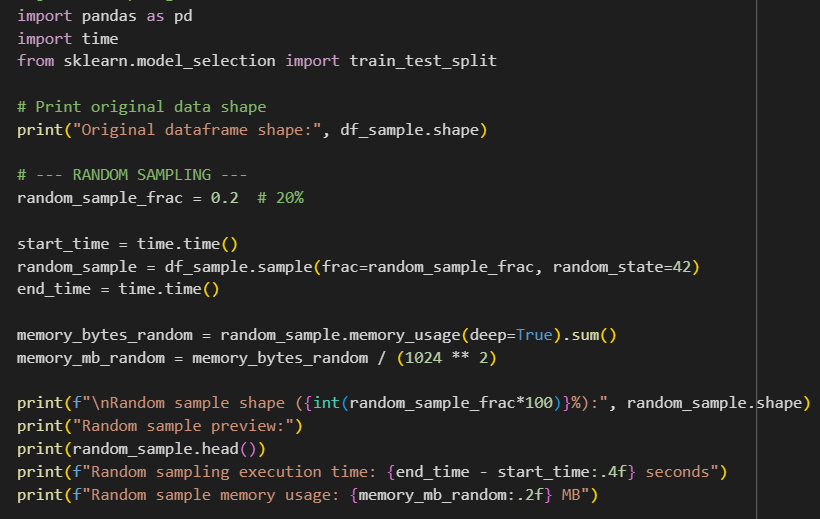 import pandas as pd
import time
from sklearn.model_selection import train_test_split
# Print original data shape
print("Original dataframe shape:", df_sample.shape)
# --- RANDOM SAMPLING ---
random_sample_frac = 0.2  # 20%
start_time = time.time()
random_sample = df_sample.sample(frac=random_sample_frac, random_state=42)
end_time = time.time()
memory_bytes_random = random_sample.memory_usage(deep=True).sum()
memory_mb_random = memory_bytes_random / (1024 ** 2)
print(f"\nRandom sample shape ({int(random_sample_frac*100)}%):", random_sample.shape)
print("Random sample preview:")
print(random_sample.head())
print(f"Random sampling execution time: {end_time - start_time:.4f} seconds")
print(f"Random sample memory usage: {memory_mb_random:.2f} MB")